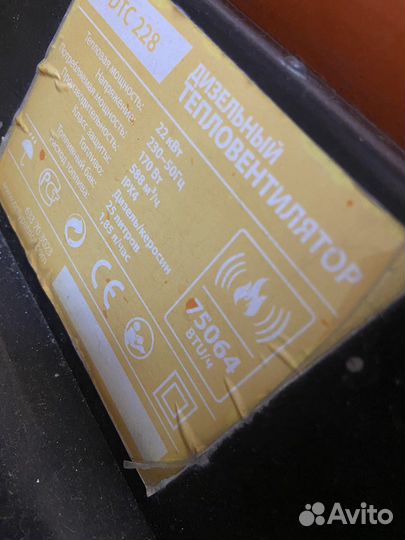 DTC 228
ДИЗЕЛЬНЫЙ
ТЕПЛОВЕНТИЛЯТОР
Тепловая мощность: 22 кВт
Напряжение: 230~50Гц
Потребляемая мощность: 170 Вт
Производительность: 588 м³/ч
Класс защиты: IPX4
Топливо: Дизель/керосин
Топливный бак: 25 литров
Расход топлива: 1,85 л/час
75064
BTU/ч
CE
Avito